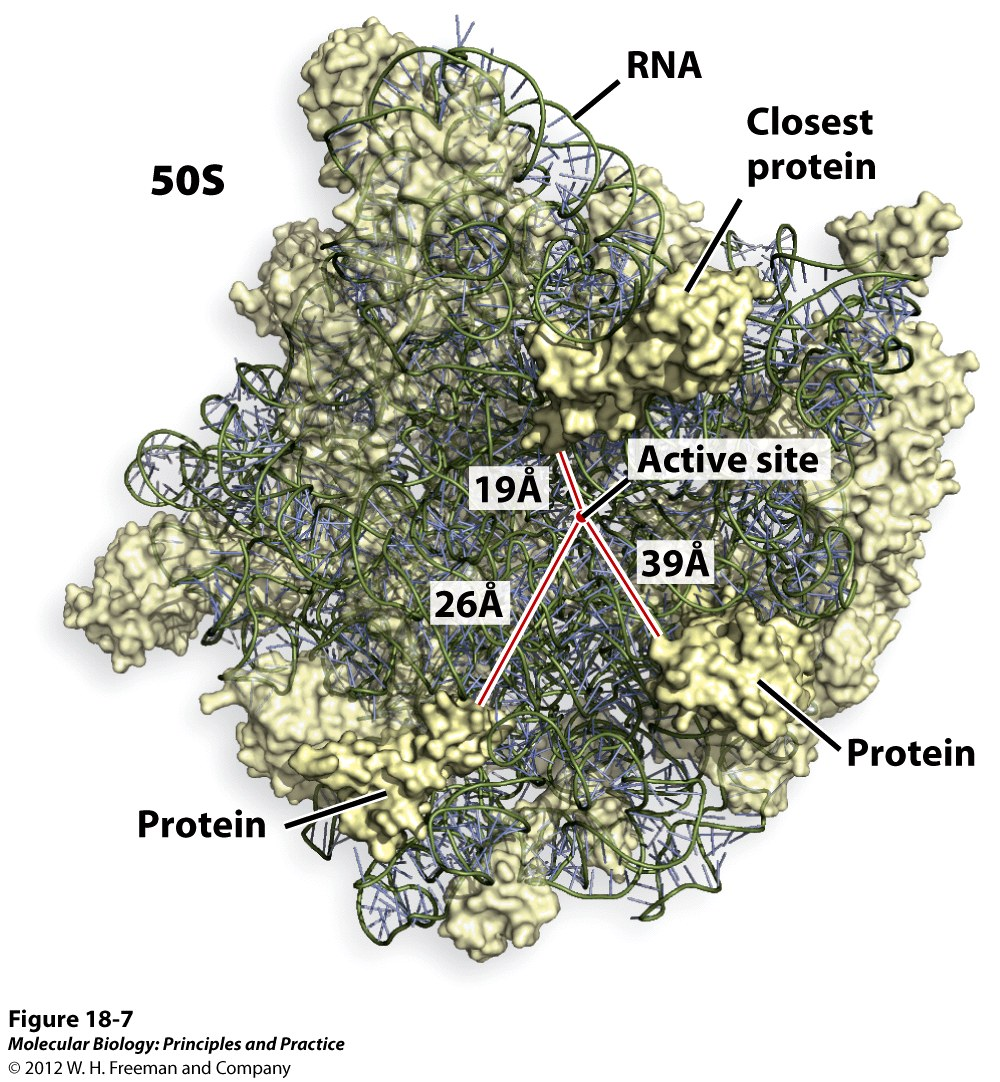 RNA
Closest
protein
50S
Active site
19Å
39Å
26Å
Protein
Protein
Figure 18-7
Molecular Biology: Principles and Practice
© 2012 W. H. Freeman and Company